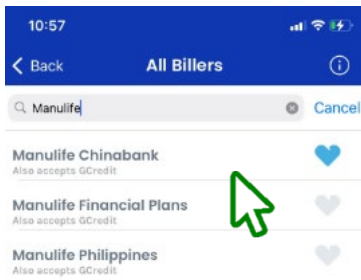 10:57
Back All Billers
Manulife Cancel
Manulife Chinabank
Also accepts GCredit
Manulife Financial Plans
Also accepts GCredit
Manulife Philippines
Also accepts GCredit